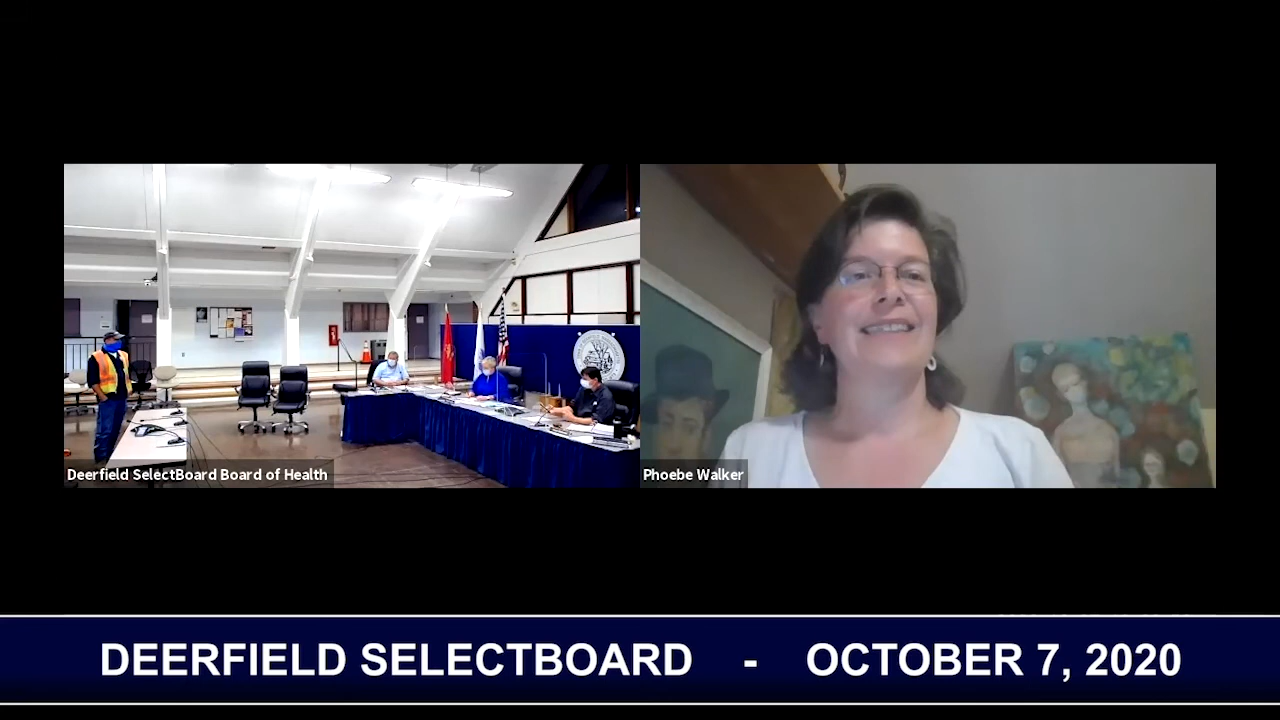 Deerfield SelectBoard Board of Health
Phoebe Walker
DEERFIELD SELECTBOARD - OCTOBER 7, 2020